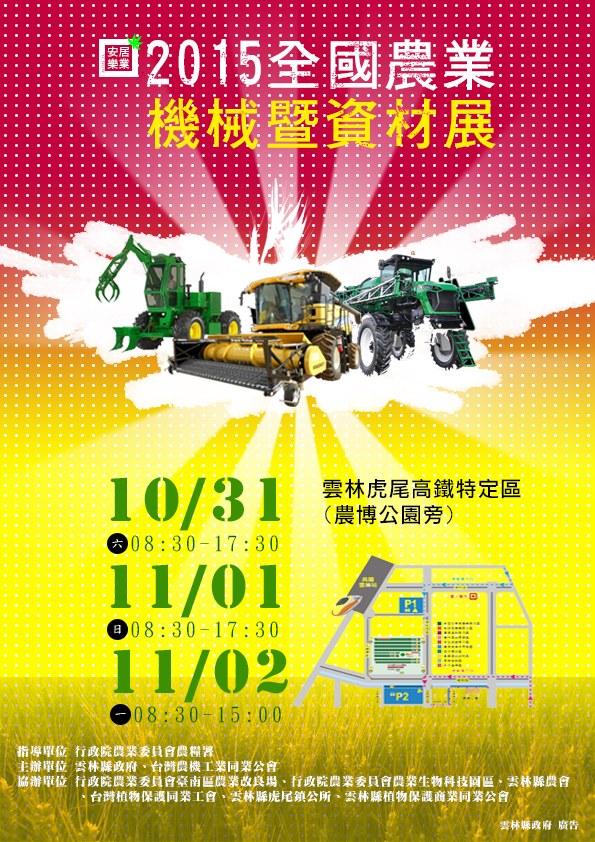 安居
樂業
2015全國農業
機械暨資材展
10/31
六 08:30-17:30
11/01
日 08:30-17:30
11/02
一 08:30-15:00
雲林虎尾高鐵特定區
（農博公園旁）
高鐵
雲林站
P1
P2
指導單位 行政院農業委員會農糧署
主辦單位 雲林縣政府、台灣農機工業同業公會
協辦單位 行政院農業委員會臺南區農業改良場、行政院農業委員會農業生物科技園區、雲林縣農會
、台灣植物保護同業工會、雲林縣虎尾鎮公所、雲林縣植物保護商業同業公會
雲林縣政府 廣告